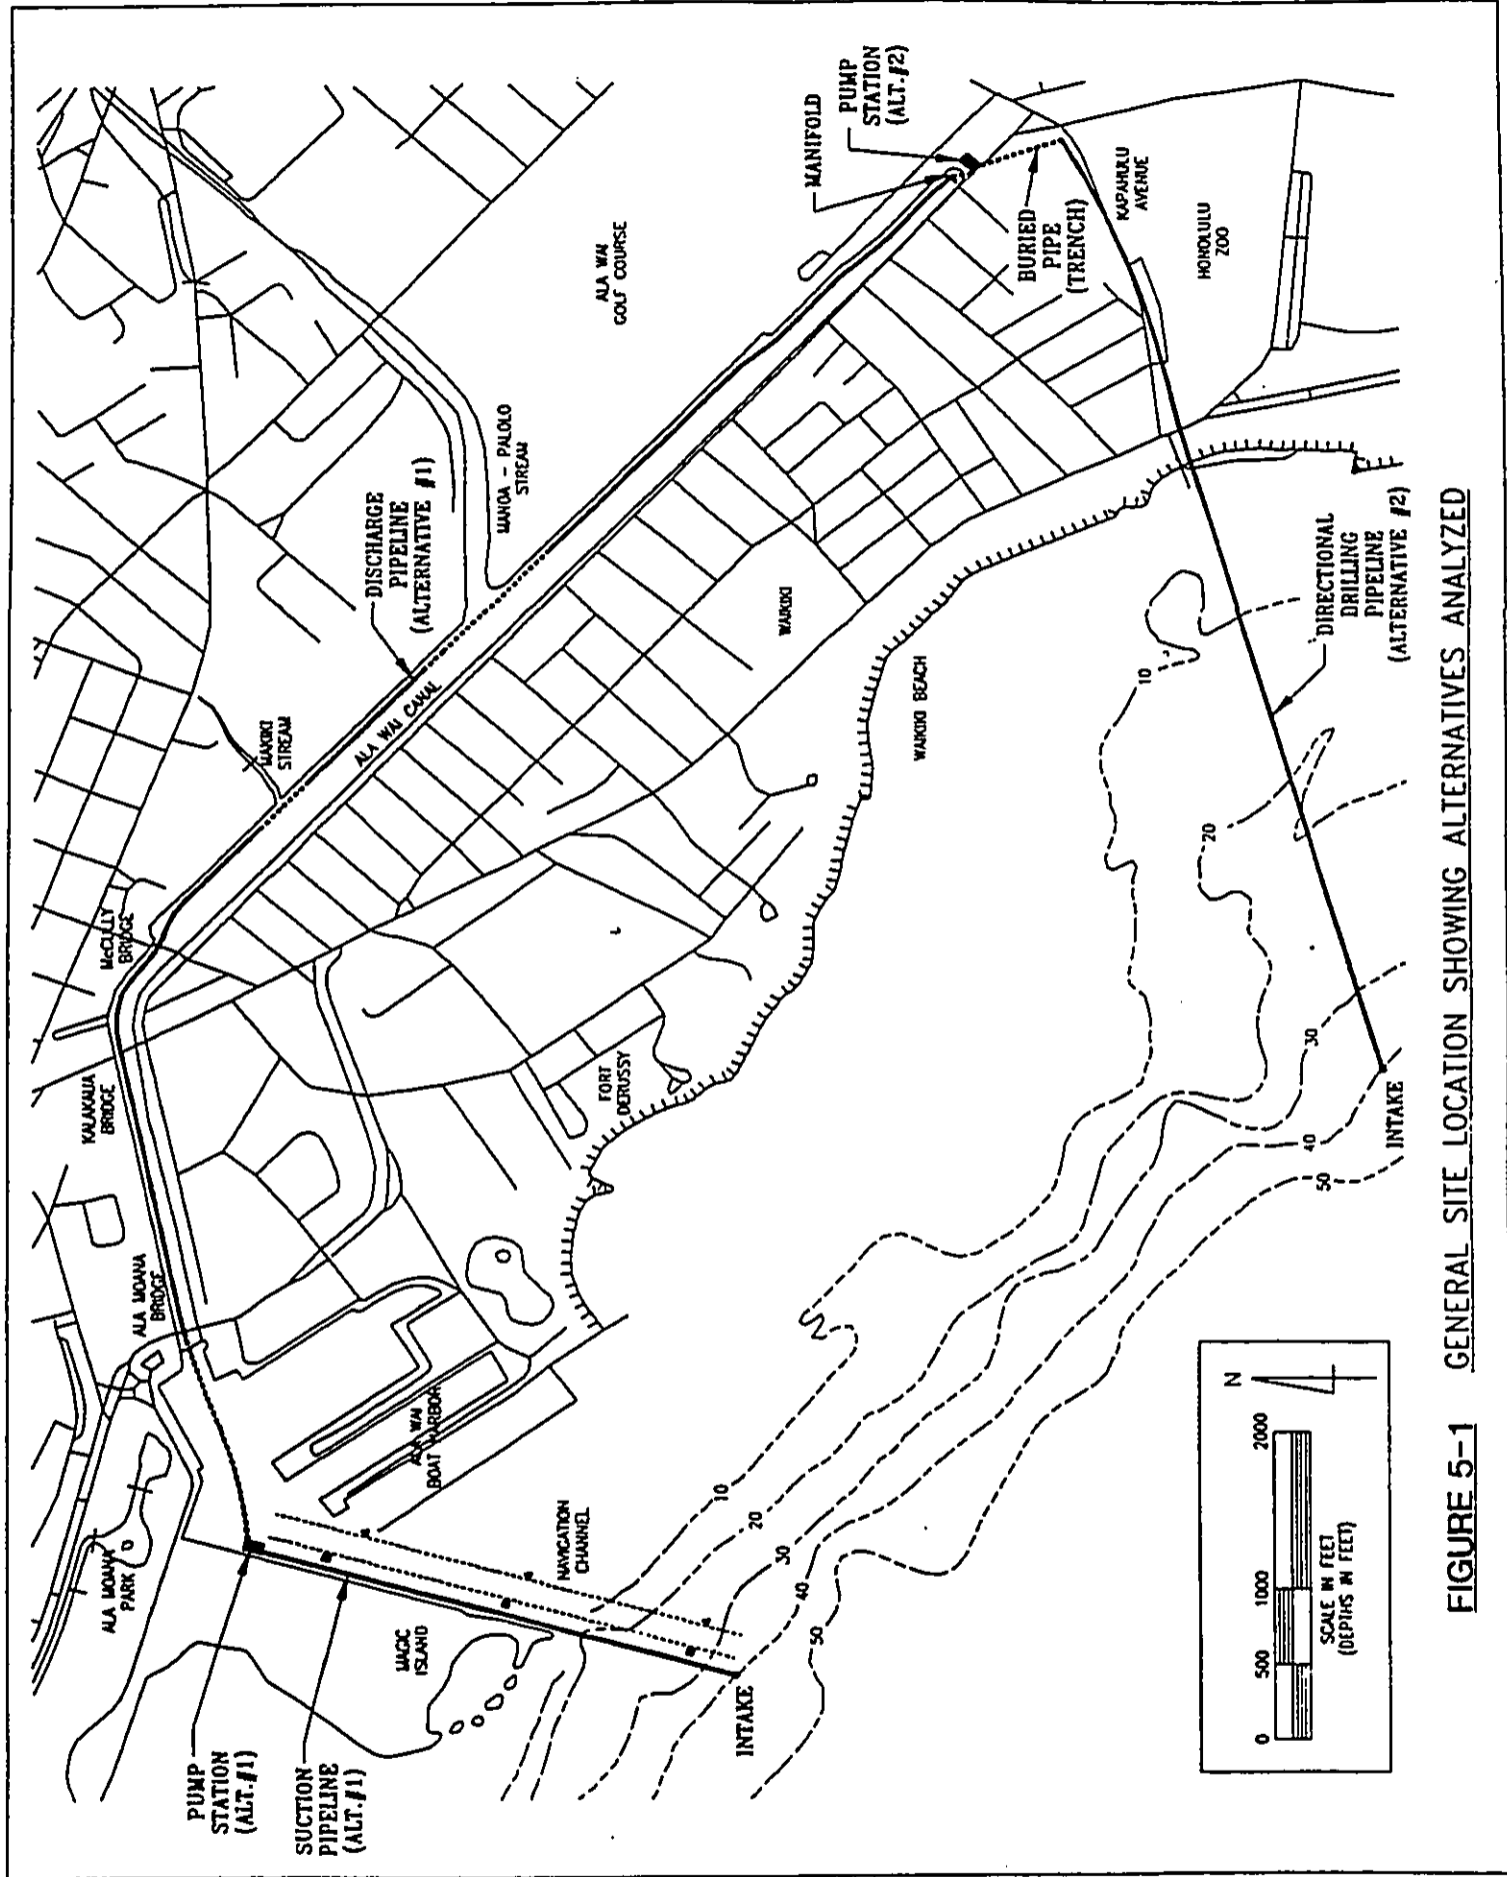 PUMP
STATION
(ALT.#1)
SUCTION
PIPELINE
(ALT.#1)
ALA MOANA
PARK
MAGIC
ISLAND
INTAKE
NAVIGATION
CHANNEL
ALA WAI
BOAT HARBOR
ALA MOANA
BRIDGE
KALAKAUA
BRIDGE
McCULLY
BRIDGE
FORT
DERUSSY
MAKIKI
STREAM
ALA WAI CANAL
DISCHARGE
PIPELINE
(ALTERNATIVE #1)
MANOA - PALOLO
STREAM
WAIKIKI
WAIKIKI BEACH
ALA WAI
GOLF COURSE
MANIFOLD
PUMP
STATION
(ALT.#2)
BURIED
PIPE
(TRENCH)
KAPAHULU
AVENUE
HONOLULU
ZOO
DIRECTIONAL
DRILLING
PIPELINE
(ALTERNATIVE #2)
INTAKE
10
20
30
40
50
10
20
30
40
50
N
0 500 1000 2000
SCALE IN FEET
(DEPTHS IN FEET)
FIGURE 5-1 GENERAL SITE LOCATION SHOWING ALTERNATIVES ANALYZED